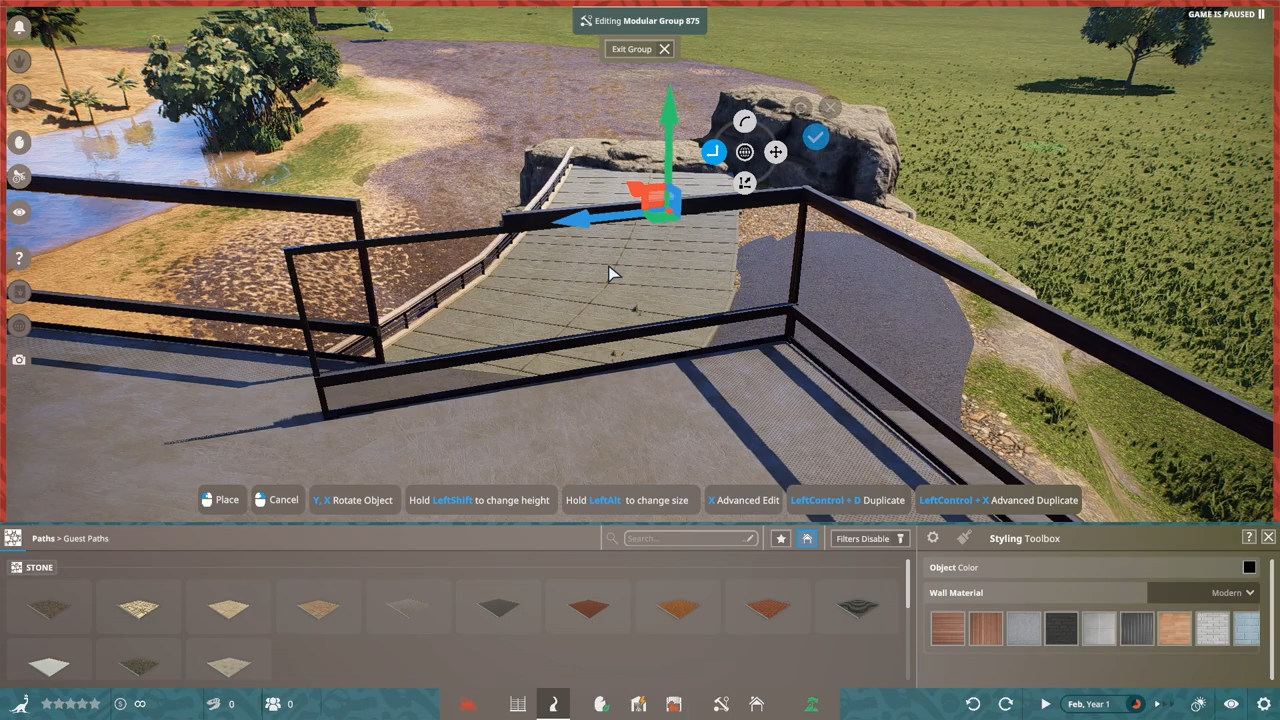 Editing Modular Group 875
GAME IS PAUSED
Exit Group
Place
Cancel
Y, X Rotate Object
Hold LeftShift to change height
Hold LeftAlt to change size
X Advanced Edit
LeftControl + D Duplicate
LeftControl + X Advanced Duplicate
Paths > Guest Paths
Search...
Filters Disable
Styling Toolbox
?
STONE
Object Color
Wall Material
Modern
?
∞
0
0
Feb, Year 1